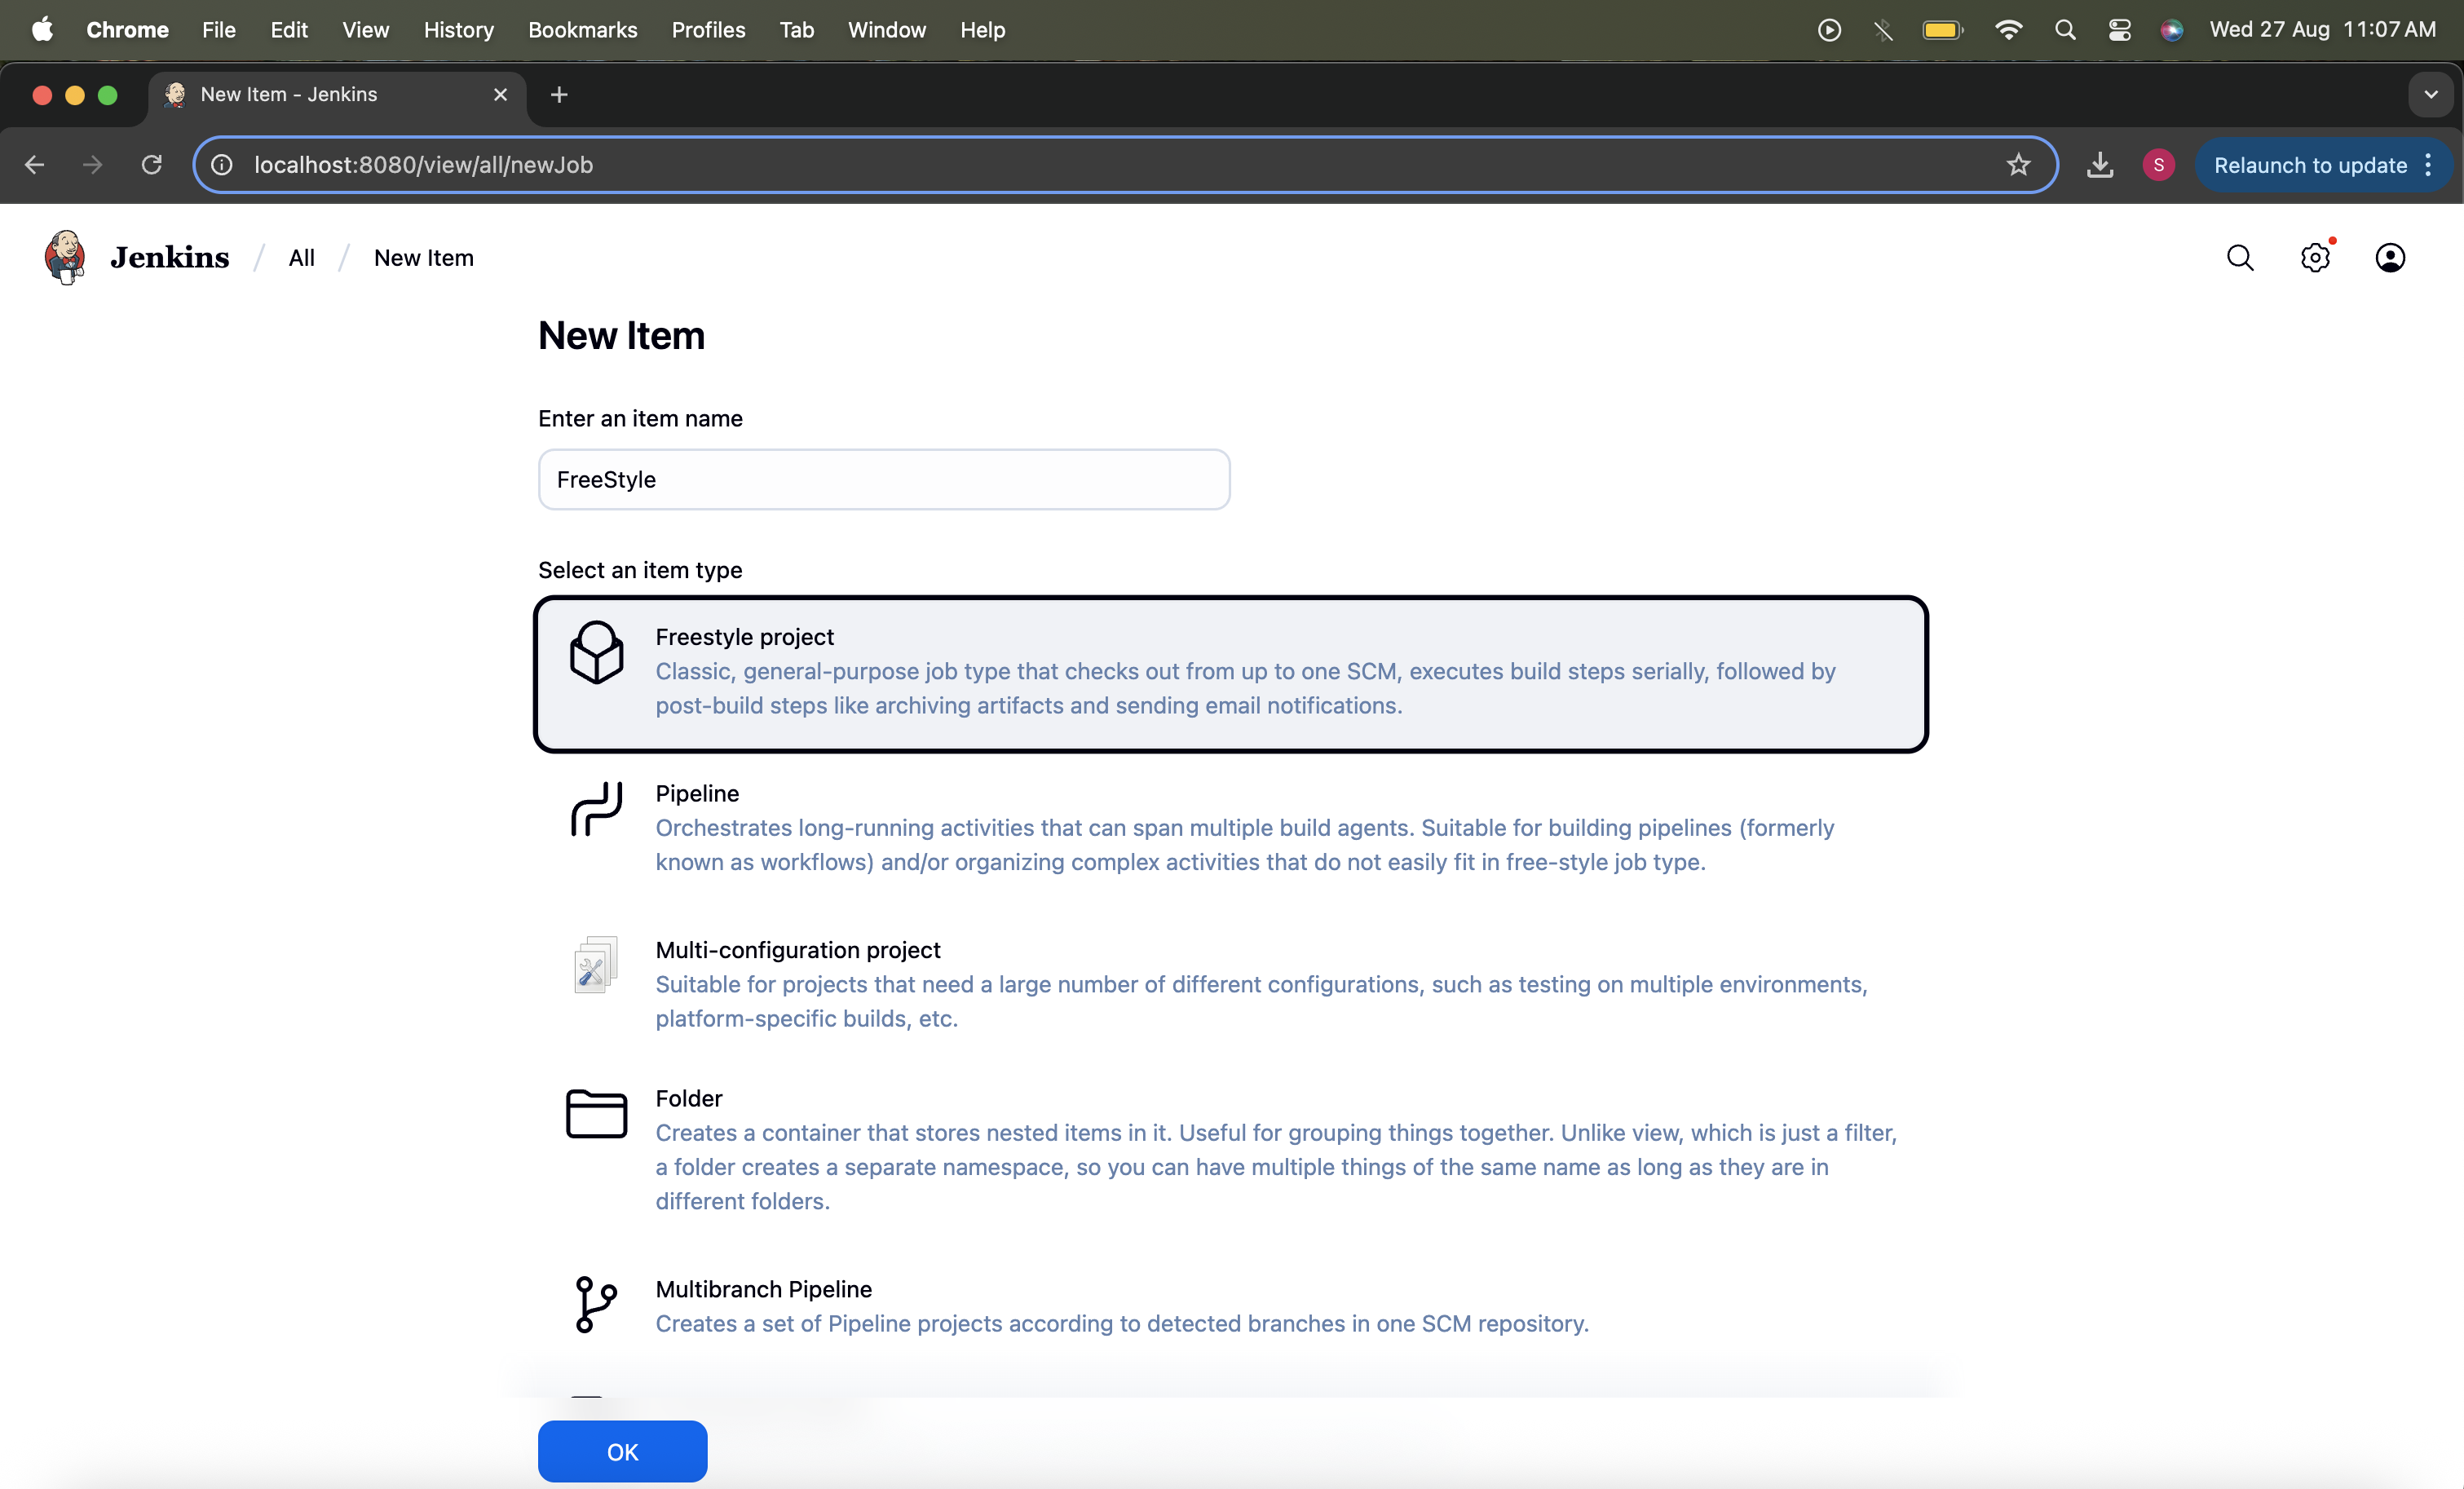 Chrome File Edit View History Bookmarks Profiles Tab Window Help Wed 27 Aug 11:07 AM
New Item - Jenkins
localhost:8080/view/all/newJob S Relaunch to update
Jenkins / All / New Item
New Item
Enter an item name
FreeStyle
Select an item type
Freestyle project
Classic, general-purpose job type that checks out from up to one SCM, executes build steps serially, followed by
post-build steps like archiving artifacts and sending email notifications.
Pipeline
Orchestrates long-running activities that can span multiple build agents. Suitable for building pipelines (formerly
known as workflows) and/or organizing complex activities that do not easily fit in free-style job type.
Multi-configuration project
Suitable for projects that need a large number of different configurations, such as testing on multiple environments,
platform-specific builds, etc.
Folder
Creates a container that stores nested items in it. Useful for grouping things together. Unlike view, which is just a filter,
a folder creates a separate namespace, so you can have multiple things of the same name as long as they are in
different folders.
Multibranch Pipeline
Creates a set of Pipeline projects according to detected branches in one SCM repository.
OK